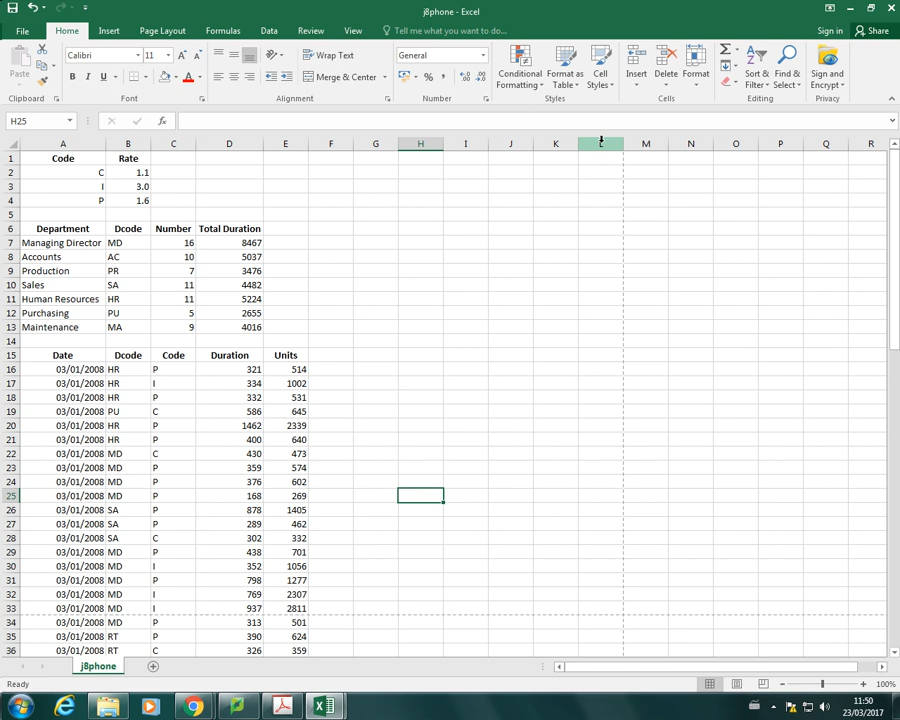 j8phone - Excel
File Home Insert Page Layout Formulas Data Review View Tell me what you want to do... Sign in Share
Paste Calibri 11 A A Wrap Text General Conditional Format as Cell Insert Delete Format Sort & Find & Sign and
B I U A Merge & Center % , Formatting Table Styles Filter Select Encrypt
Clipboard Font Alignment Number Styles Cells Editing Privacy
H25 fx
A B C D E F G H I J K L M N O P Q R
1 Code Rate
2 C 1.1
3 I 3.0
4 P 1.6
5
6 Department Dcode Number Total Duration
7 Managing Director MD 16 8467
8 Accounts AC 10 5037
9 Production PR 7 3476
10 Sales SA 11 4482
11 Human Resources HR 11 5224
12 Purchasing PU 5 2655
13 Maintenance MA 9 4016
14
15 Date Dcode Code Duration Units
16 03/01/2008 HR P 321 514
17 03/01/2008 HR I 334 1002
18 03/01/2008 HR P 332 531
19 03/01/2008 PU C 586 645
20 03/01/2008 HR P 1462 2339
21 03/01/2008 HR P 400 640
22 03/01/2008 MD C 430 473
23 03/01/2008 MD P 359 574
24 03/01/2008 MD P 376 602
25 03/01/2008 MD P 168 269
26 03/01/2008 SA P 878 1405
27 03/01/2008 SA P 289 462
28 03/01/2008 SA C 302 332
29 03/01/2008 MD P 438 701
30 03/01/2008 MD I 352 1056
31 03/01/2008 MD P 798 1277
32 03/01/2008 MD I 769 2307
33 03/01/2008 MD I 937 2811
34 03/01/2008 MD P 313 501
35 03/01/2008 RT P 390 624
36 03/01/2008 RT C 326 359
j8phone
Ready 100%
11:50
23/03/2017